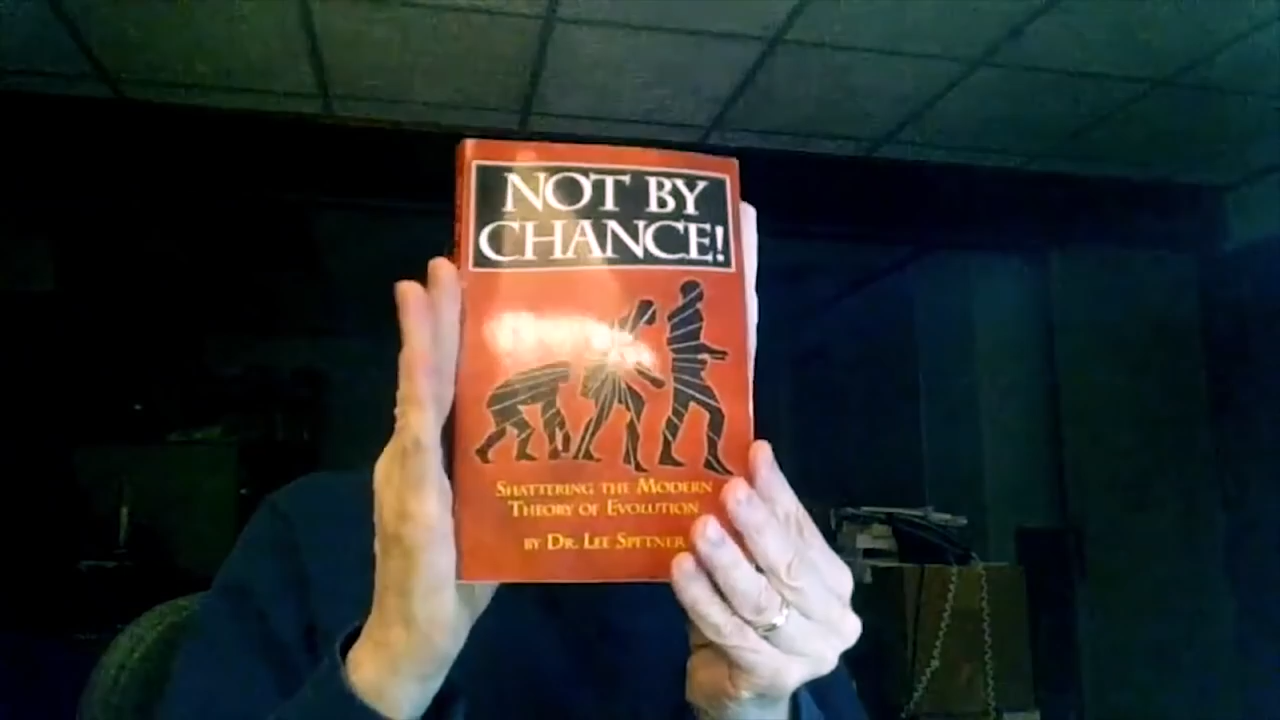 NOT BY
CHANCE!
SHATTERING THE MODERN
THEORY OF EVOLUTION
BY DR. LEE SPETNER